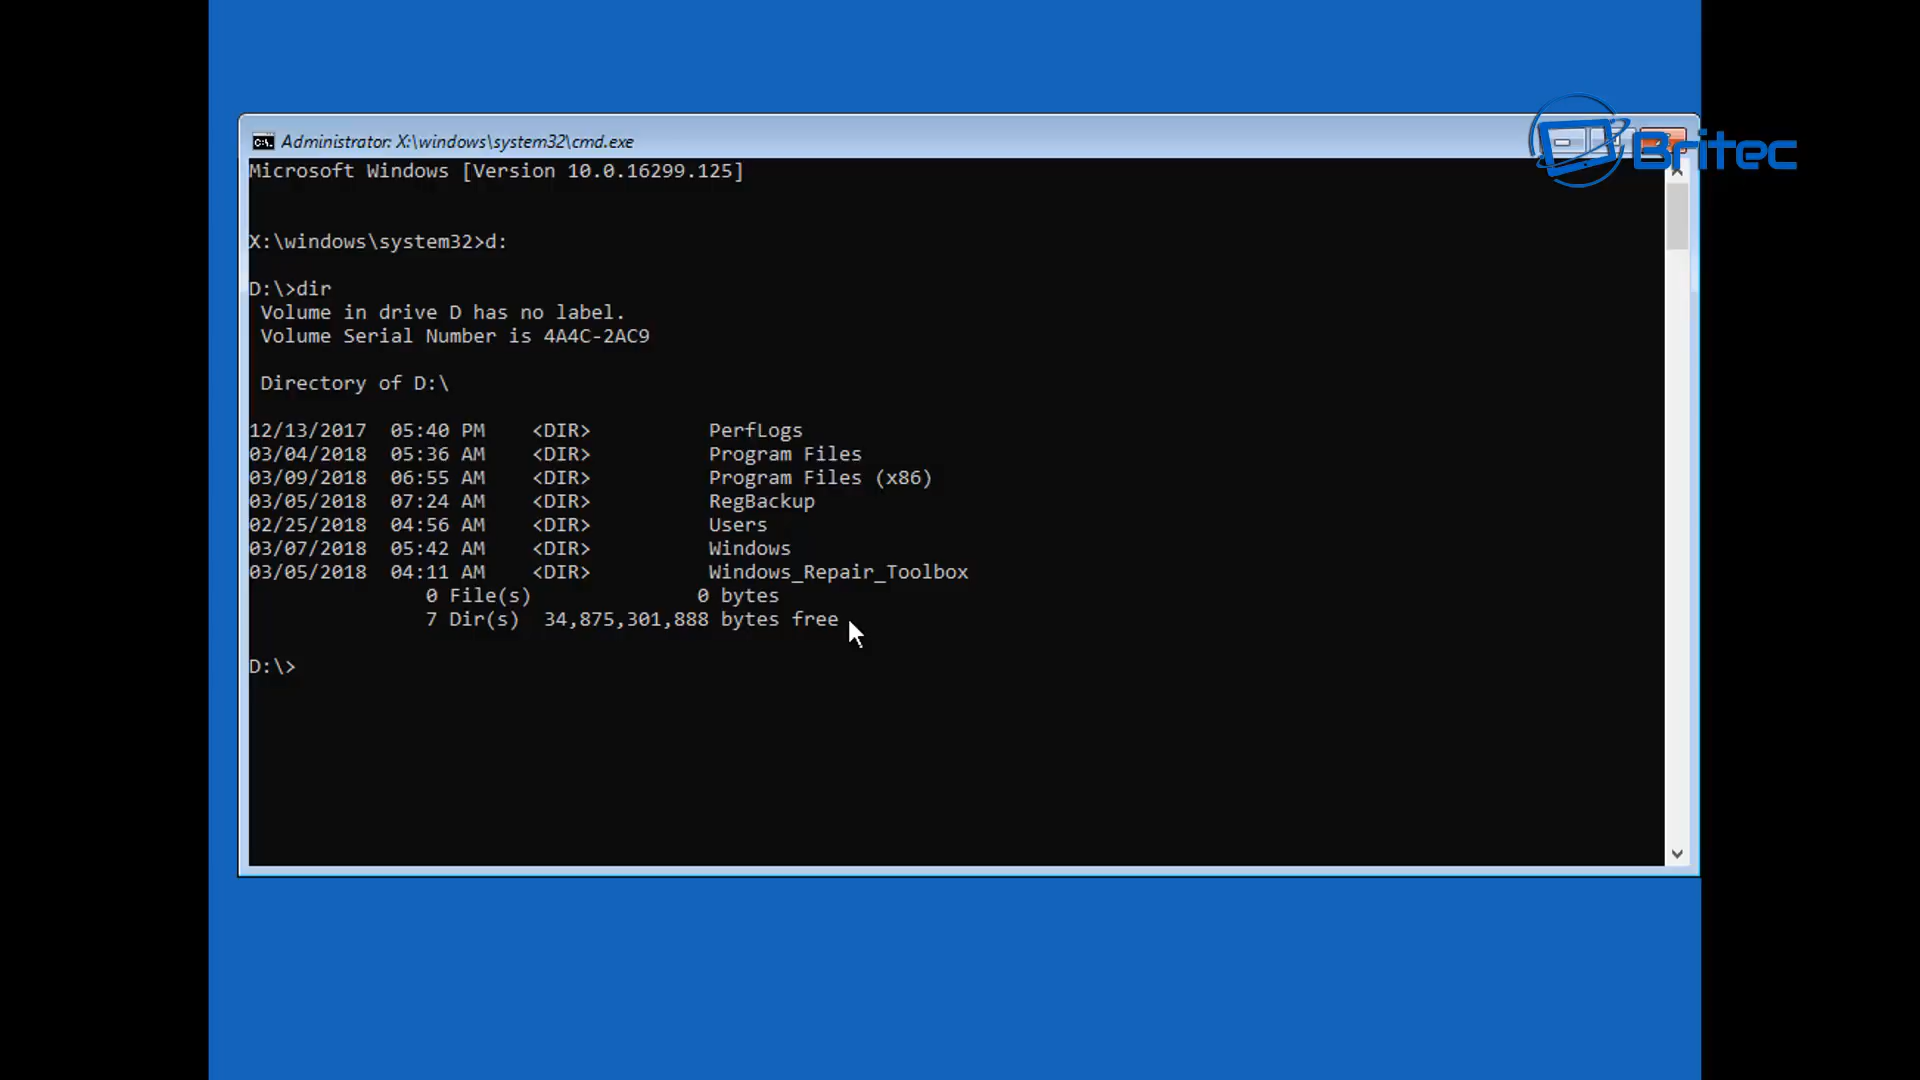 Administrator: X:\windows\system32\cmd.exe
Britec
Microsoft Windows [Version 10.0.16299.125]
X:\windows\system32>d:
D:\>dir
Volume in drive D has no label.
Volume Serial Number is 4A4C-2AC9
Directory of D:\
12/13/2017  05:40 PM    <DIR>          PerfLogs
03/04/2018  05:36 AM    <DIR>          Program Files
03/09/2018  06:55 AM    <DIR>          Program Files (x86)
03/05/2018  07:24 AM    <DIR>          RegBackup
02/25/2018  04:56 AM    <DIR>          Users
03/07/2018  05:42 AM    <DIR>          Windows
03/05/2018  04:11 AM    <DIR>          Windows_Repair_Toolbox
0 File(s)              0 bytes
7 Dir(s)  34,875,301,888 bytes free
D:\>